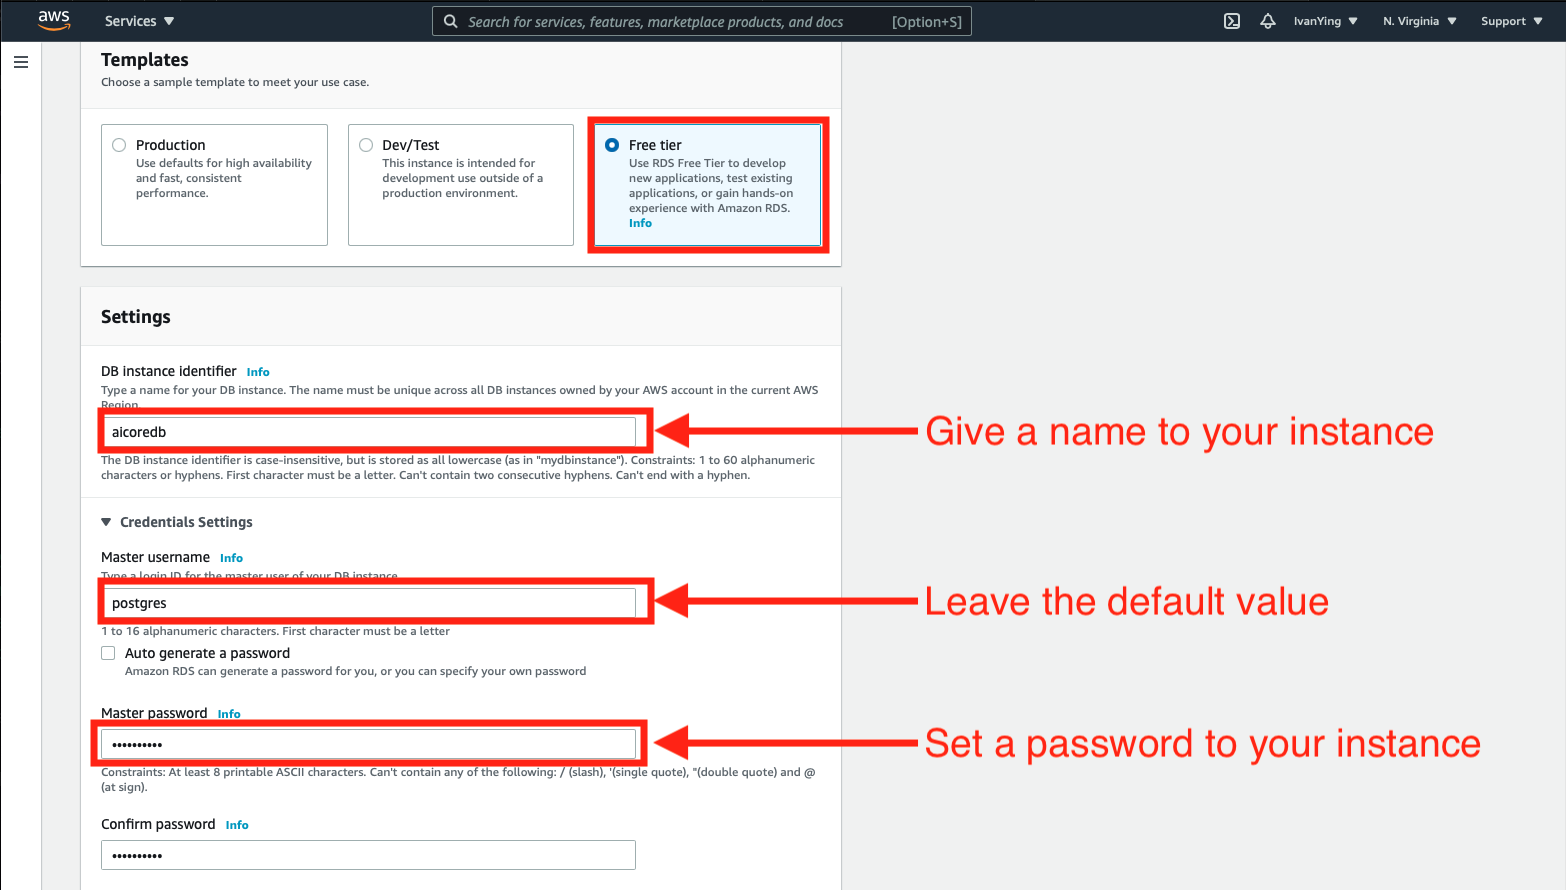 aws
Services
Search for services, features, marketplace products, and docs
[Option+S]
IvanYing
N. Virginia
Support
Templates
Choose a sample template to meet your use case.
Production
Use defaults for high availability
and fast, consistent
performance.
Dev/Test
This instance is intended for
development use outside of a
production environment.
Free tier
Use RDS Free Tier to develop
new applications, test existing
applications, or gain hands-on
experience with Amazon RDS.
Info
Settings
DB instance identifier Info
Type a name for your DB instance. The name must be unique across all DB instances owned by your AWS account in the current AWS
Region.
aicoredb
Give a name to your instance
The DB instance identifier is case-insensitive, but is stored as all lowercase (as in "mydbinstance"). Constraints: 1 to 60 alphanumeric
characters or hyphens. First character must be a letter. Can't contain two consecutive hyphens. Can't end with a hyphen.
Credentials Settings
Master username Info
Type a login ID for the master user of your DB instance.
postgres
Leave the default value
1 to 16 alphanumeric characters. First character must be a letter
Auto generate a password
Amazon RDS can generate a password for you, or you can specify your own password
Master password Info
••••••••••
Set a password to your instance
Constraints: At least 8 printable ASCII characters. Can't contain any of the following: / (slash), '(single quote), "(double quote) and @
(at sign).
Confirm password Info
••••••••••